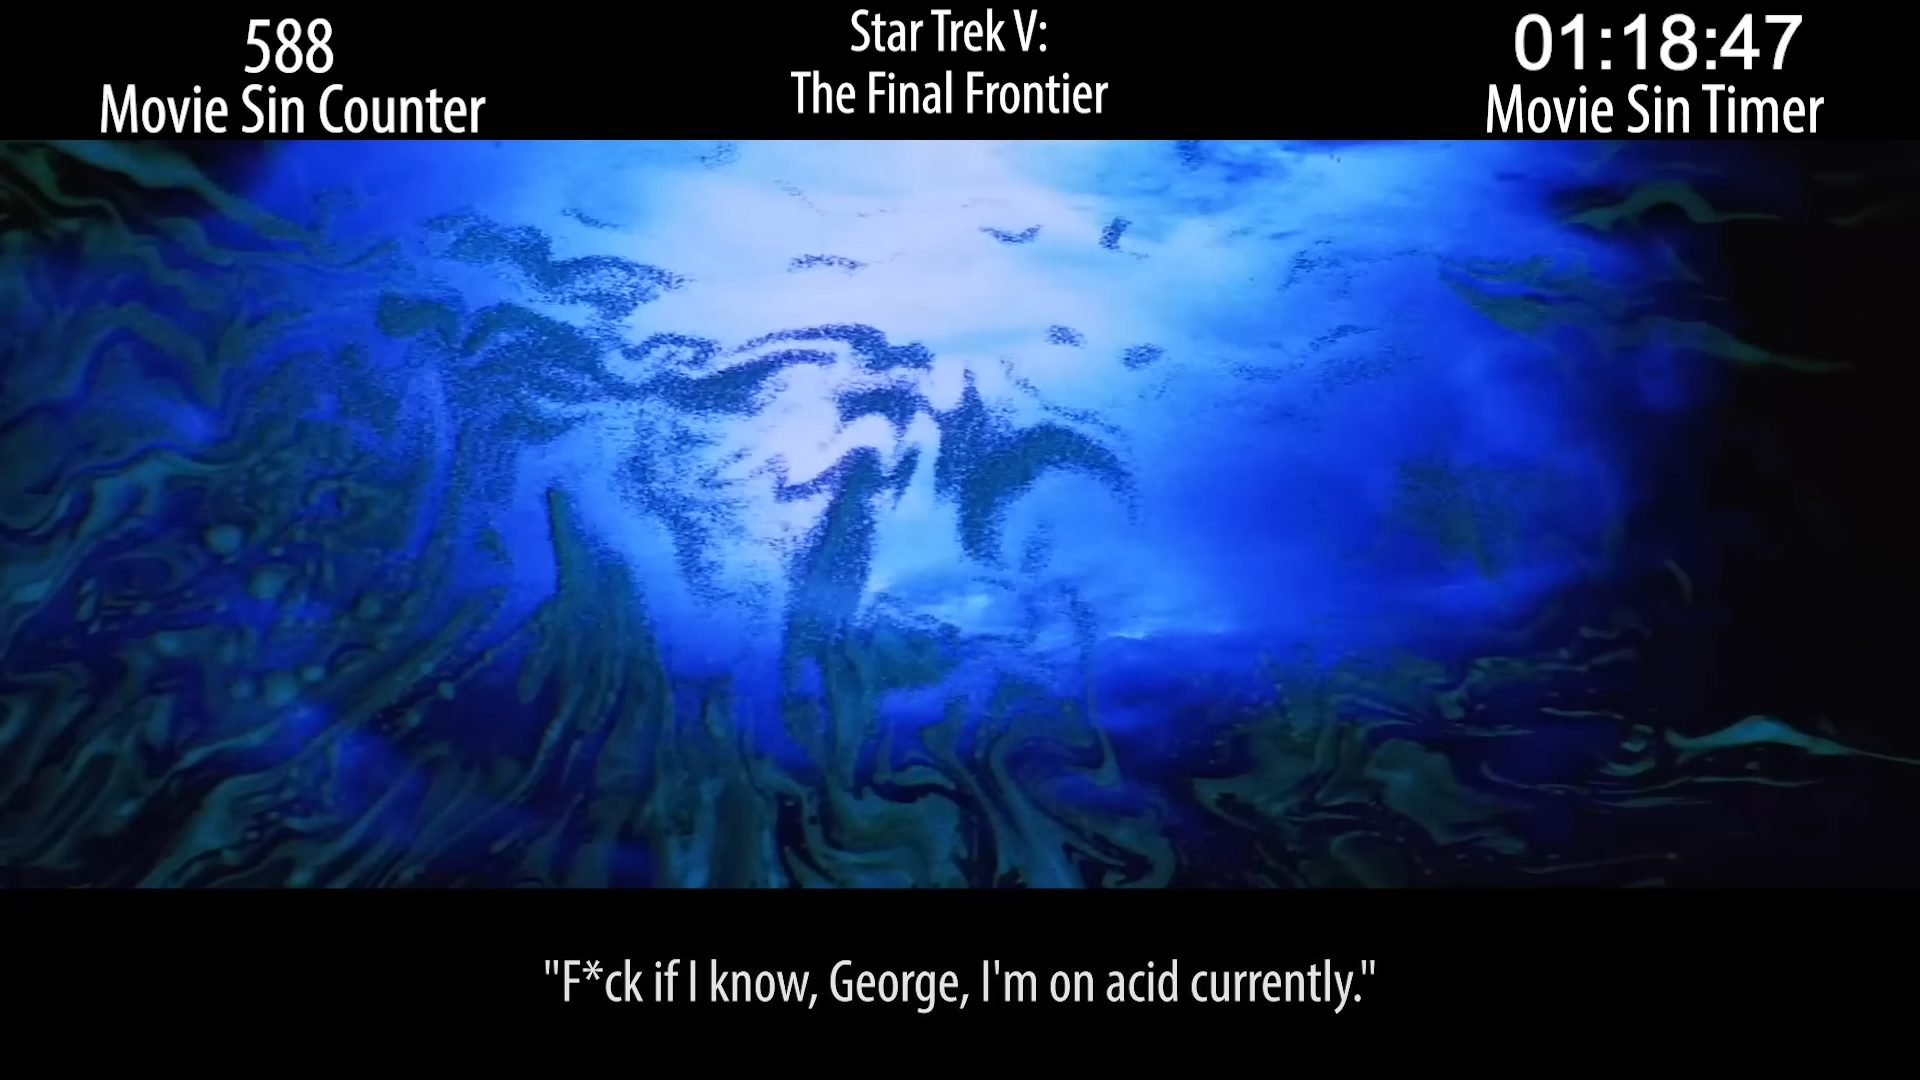 588
Movie Sin Counter
Star Trek V:
The Final Frontier
01:18:47
Movie Sin Timer
"F*ck if I know, George, I'm on acid currently."